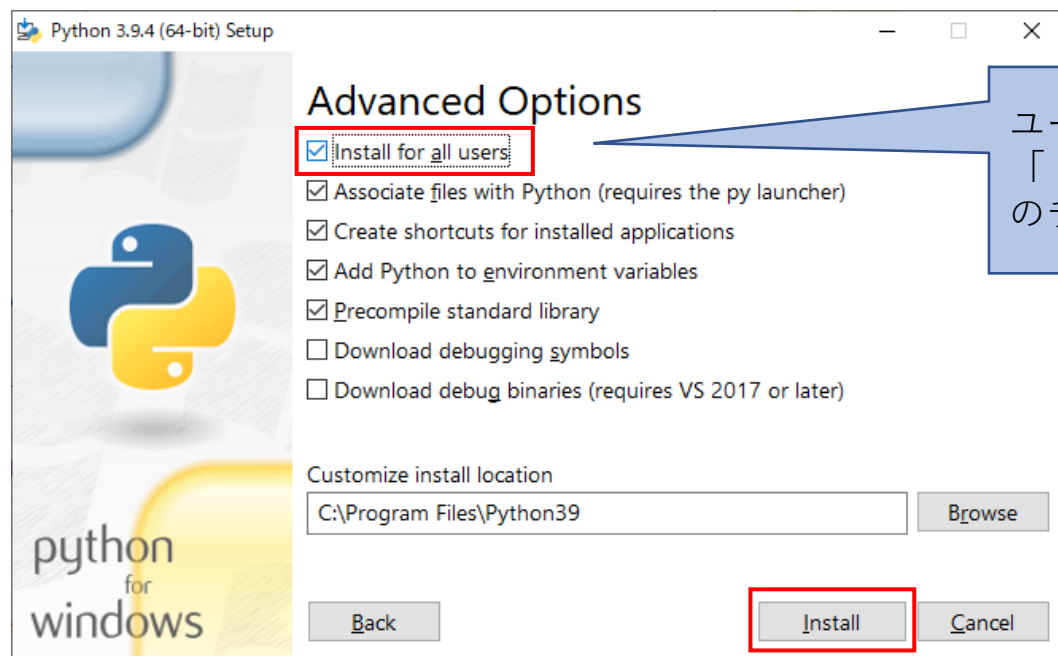 Python 3.9.4 (64-bit) Setup
Advanced Options
Install for all users
Associate files with Python (requires the py launcher)
Create shortcuts for installed applications
Add Python to environment variables
Precompile standard library
Download debugging symbols
Download debug binaries (requires VS 2017 or later)
Customize install location
C:\Program Files\Python39
Browse
python
for
windows
Back
Install
Cancel
ユー
「
の